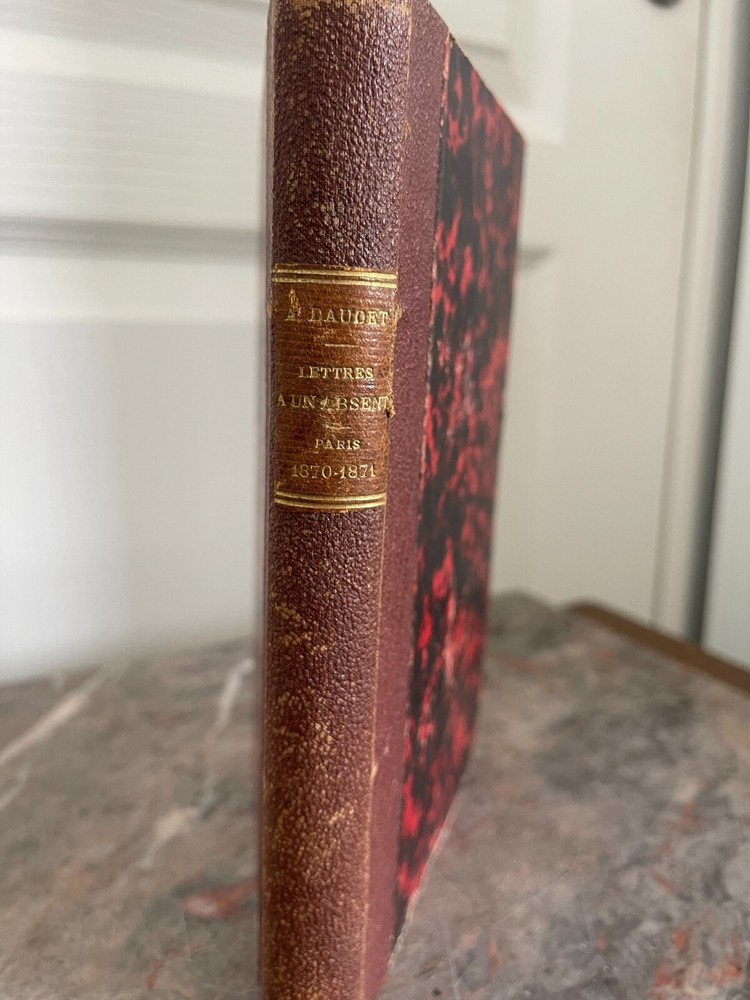 A. DAUDET
LETTRES
A UN ABSENT
PARIS
1870-1871